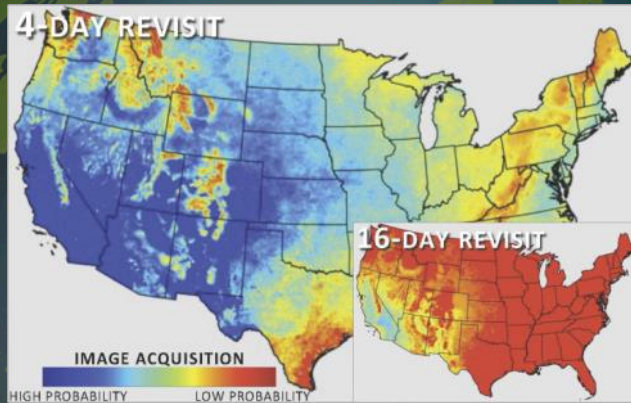 4-DAY REVISIT
16-DAY REVISIT
IMAGE ACQUISITION
HIGH PROBABILITY LOW PROBABILITY